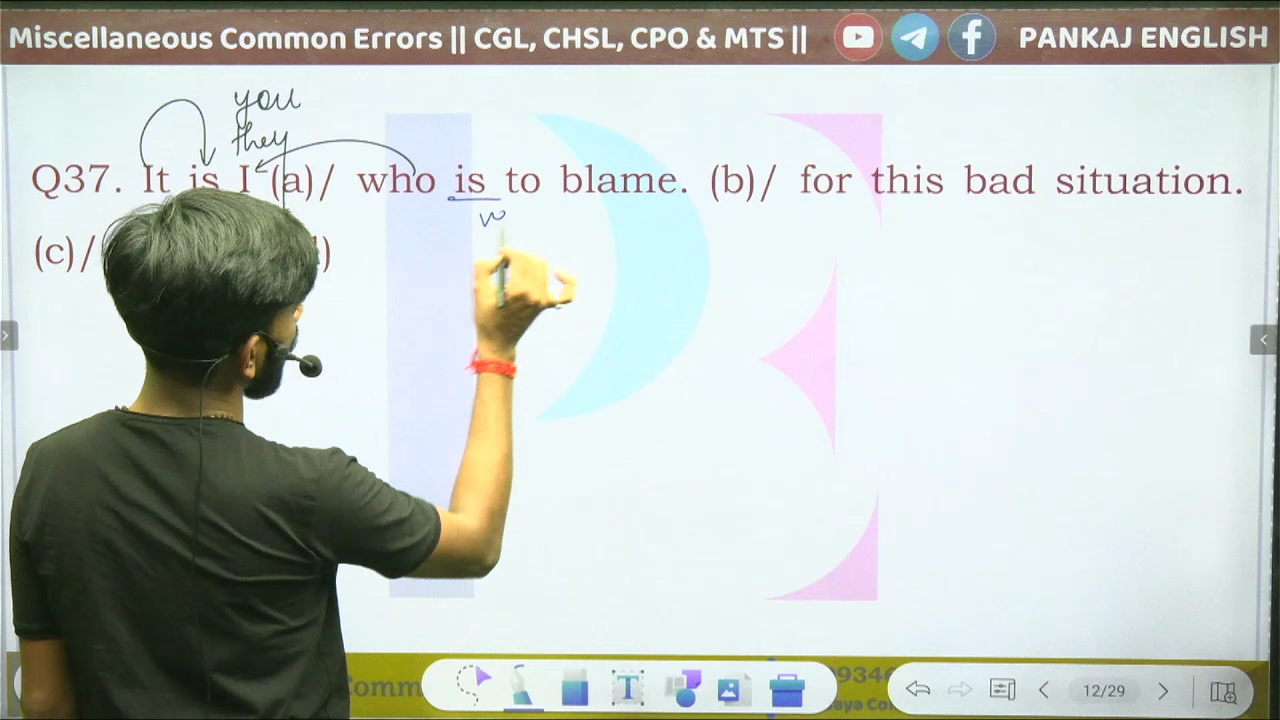 Miscellaneous Common Errors || CGL, CHSL, CPO & MTS ||
PANKAJ ENGLISH
you
they
Q37. It is I (a)/ who is to blame. (b)/ for this bad situation.
(c)/
12/29